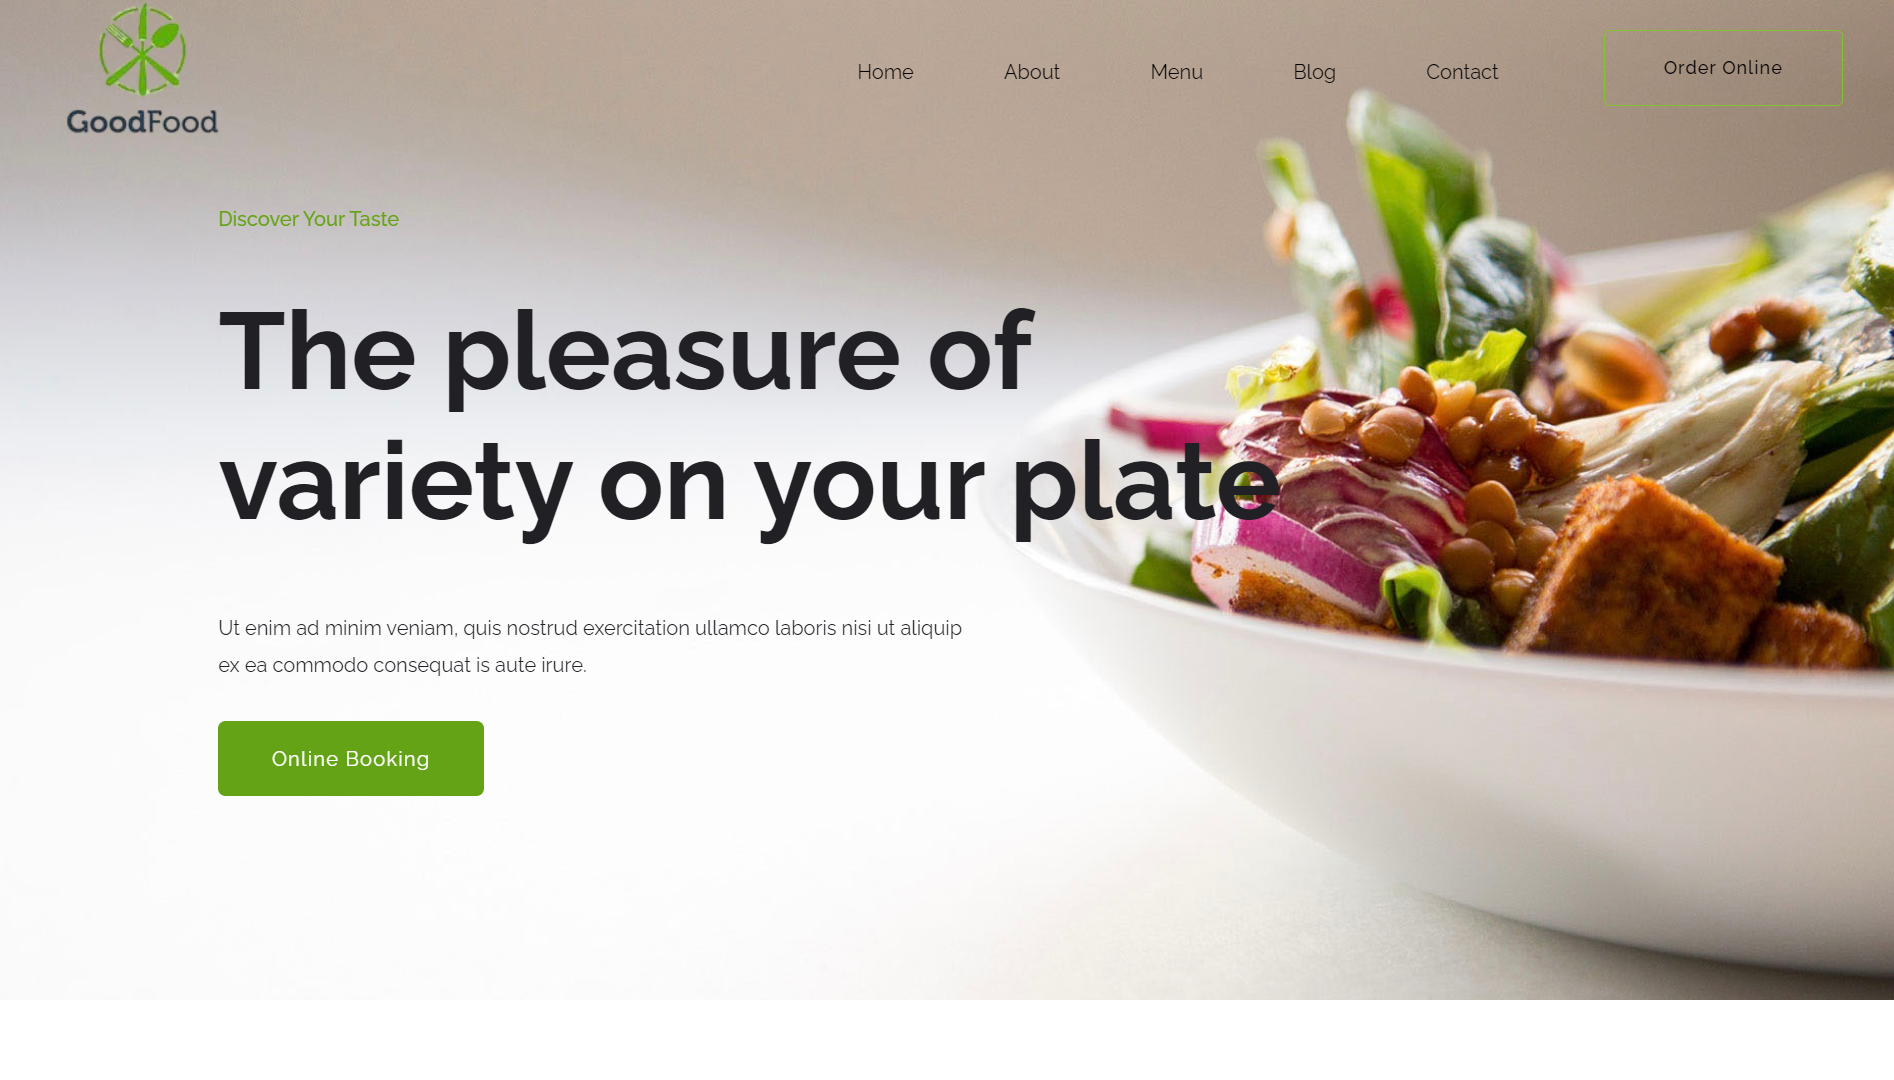 GoodFood
Home
About
Menu
Blog
Contact
Order Online
Discover Your Taste
The pleasure of
variety on your plate
Ut enim ad minim veniam, quis nostrud exercitation ullamco laboris nisi ut aliquip
ex ea commodo consequat is aute irure.
Online Booking